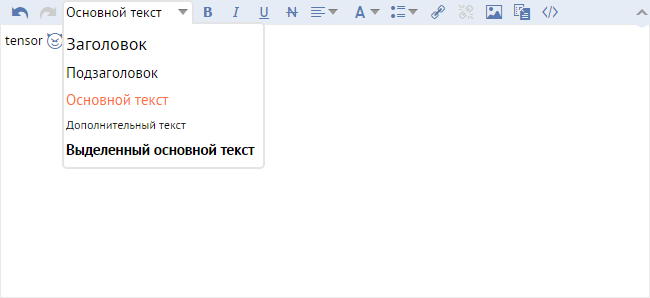 Основной текст
B I U N A
tensor
Заголовок
Подзаголовок
Основной текст
Дополнительный текст
Выделенный основной текст